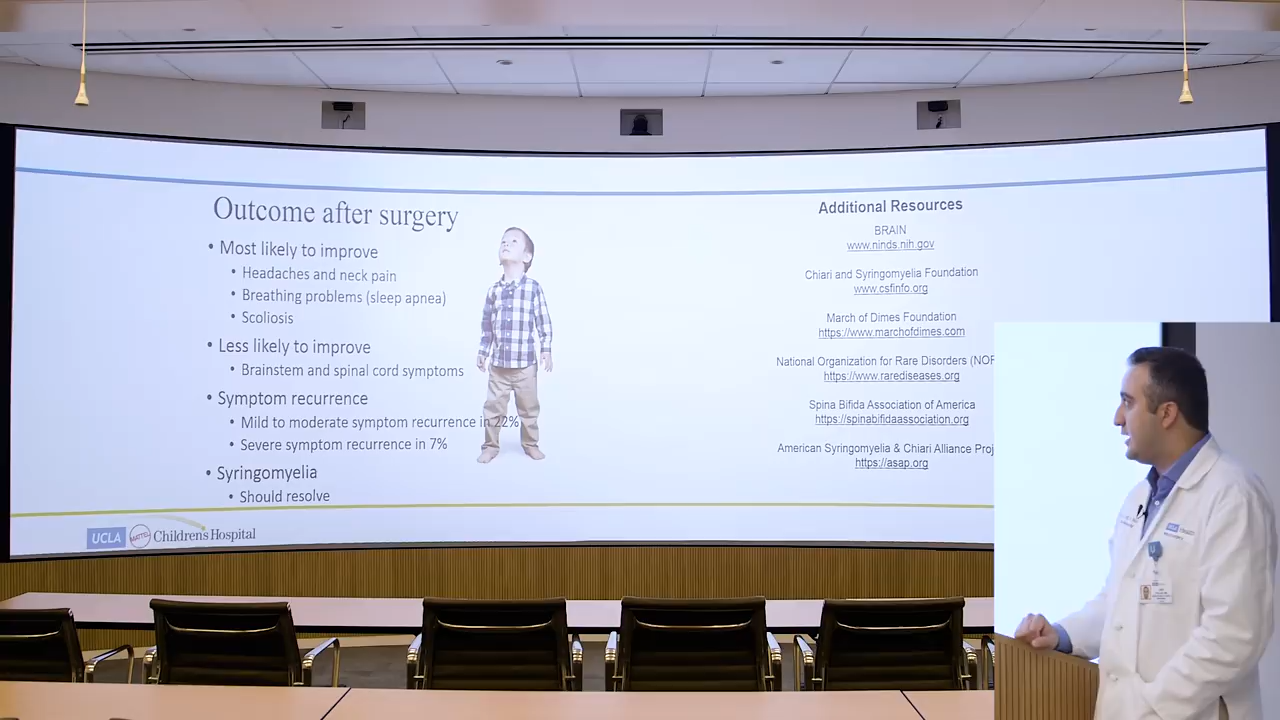 Outcome after surgery
• Most likely to improve
• Headaches and neck pain
• Breathing problems (sleep apnea)
• Scoliosis
• Less likely to improve
• Brainstem and spinal cord symptoms
• Symptom recurrence
• Mild to moderate symptom recurrence in 22%
• Severe symptom recurrence in 7%
• Syringomyelia
• Should resolve
UCLA MATTEL Children's Hospital
Additional Resources
BRAIN
www.ninds.nih.gov
Chiari and Syringomyelia Foundation
www.csfinfo.org
March of Dimes Foundation
https://www.marchofdimes.com
National Organization for Rare Disorders (NOR
https://www.rarediseases.org
Spina Bifida Association of America
https://spinabifidaassociation.org
American Syringomyelia & Chiari Alliance Proj
https://asap.org
UCLA